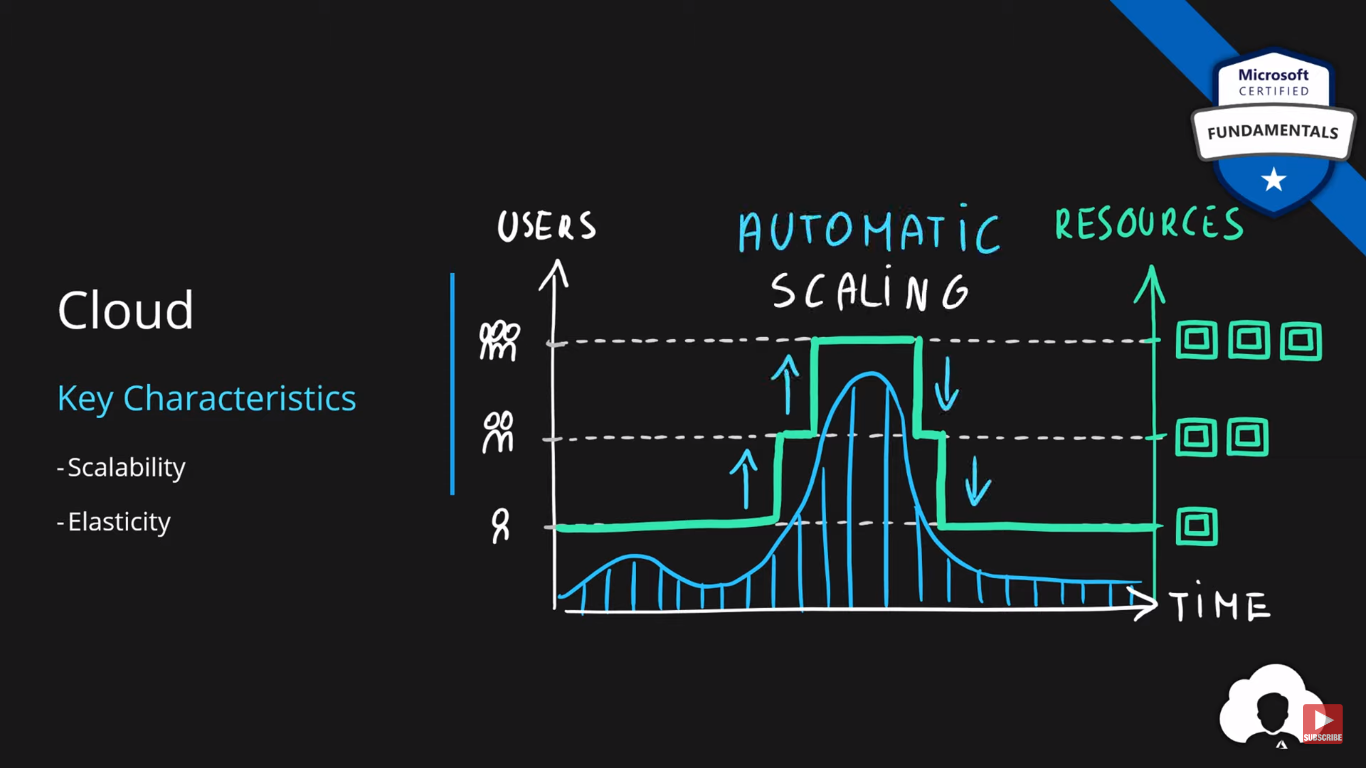 Microsoft
CERTIFIED
FUNDAMENTALS
USERS
AUTOMATIC
SCALING
RESOURCES
Cloud
Key Characteristics
-Scalability
-Elasticity
TIME
SUBSCRIBE